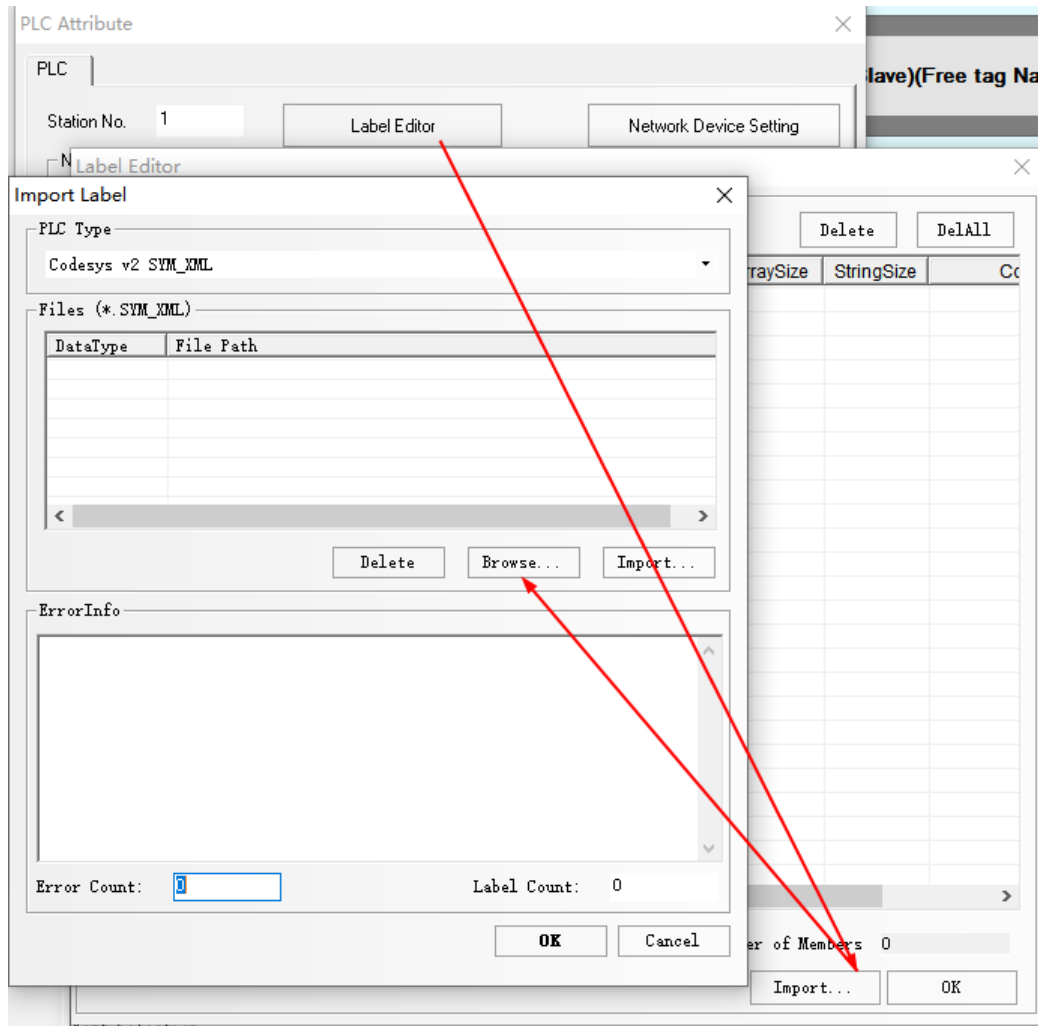 PLC Attribute
lave)(Free tag Na
PLC
Station No. 1 Label Editor Network Device Setting
N
Label Editor
Import Label
PLC Type
Delete DelAll
Codesys v2 SYM_XML
rraySize StringSize Co
Files (*.SYM_XML)
DataType File Path
Delete Browse... Import...
ErrorInfo
Error Count: 0 Label Count: 0
OK Cancel
er of Members 0
Import... OK